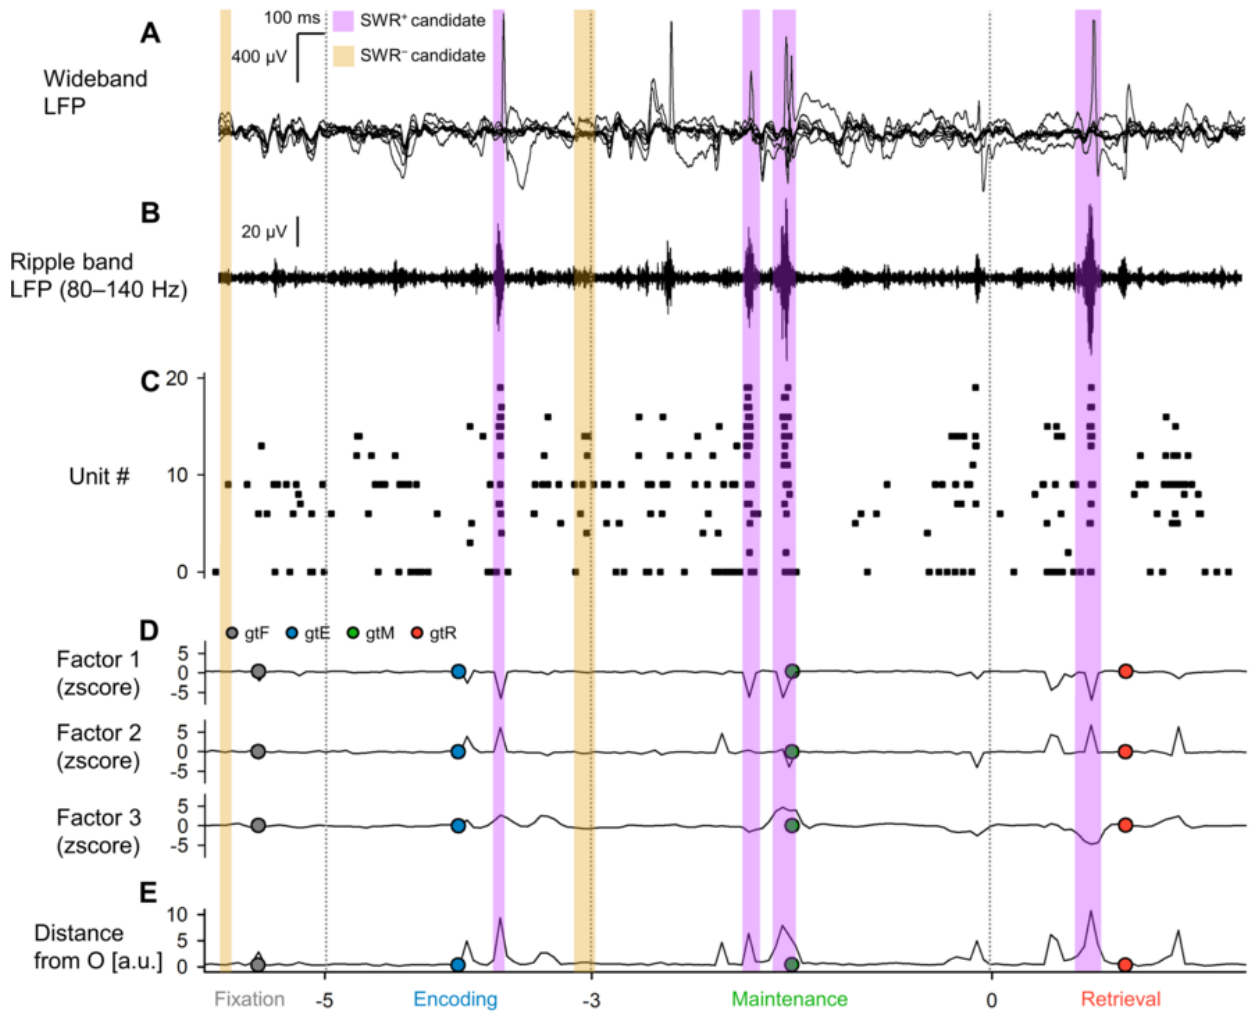 A
Wideband
LFP
100 ms
400 µV
SWR⁺ candidate
SWR⁻ candidate
B
20 µV
Ripple band
LFP (80–140 Hz)
C
20
10
0
Unit #
D
gtF gtE gtM gtR
Factor 1
(zscore)
5
0
-5
Factor 2
(zscore)
5
0
-5
Factor 3
(zscore)
5
0
-5
E
Distance
from O [a.u.]
10
5
0
Fixation -5 Encoding -3 Maintenance 0 Retrieval